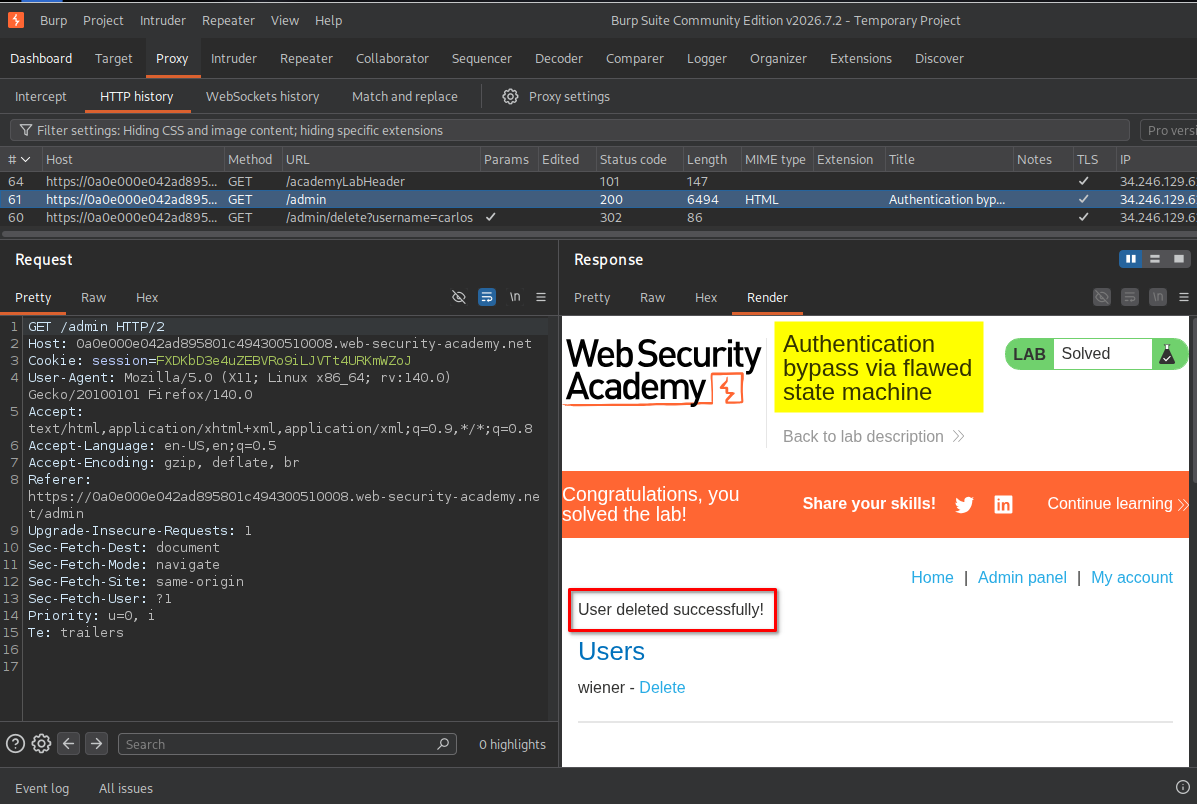 Burp Project Intruder Repeater View Help Burp Suite Community Edition v2026.7.2 - Temporary Project
Dashboard Target Proxy Intruder Repeater Collaborator Sequencer Decoder Comparer Logger Organizer Extensions Discover
Intercept HTTP history WebSockets history Match and replace Proxy settings
Filter settings: Hiding CSS and image content; hiding specific extensions Pro versi
# Host Method URL Params Edited Status code Length MIME type Extension Title Notes TLS IP
64 https://0a0e000e042ad895... GET /academyLabHeader 101 147 ✓ 34.246.129.6
61 https://0a0e000e042ad895... GET /admin 200 6494 HTML Authentication byp... ✓ 34.246.129.6
60 https://0a0e000e042ad895... GET /admin/delete?username=carlos ✓ 302 86 ✓ 34.246.129.6
Request
Pretty Raw Hex \n
1 GET /admin HTTP/2
2 Host: 0a0e000e042ad895801c494300510008.web-security-academy.net
3 Cookie: session=FXDKbD3e4uZEBVRo9iLJVTt4URKmWZoJ
4 User-Agent: Mozilla/5.0 (X11; Linux x86_64; rv:140.0)
Gecko/20100101 Firefox/140.0
5 Accept:
text/html,application/xhtml+xml,application/xml;q=0.9,*/*;q=0.8
6 Accept-Language: en-US,en;q=0.5
7 Accept-Encoding: gzip, deflate, br
8 Referer:
https://0a0e000e042ad895801c494300510008.web-security-academy.ne
t/admin
9 Upgrade-Insecure-Requests: 1
10 Sec-Fetch-Dest: document
11 Sec-Fetch-Mode: navigate
12 Sec-Fetch-Site: same-origin
13 Sec-Fetch-User: ?1
14 Priority: u=0, i
15 Te: trailers
16
17
Search 0 highlights
Response
Pretty Raw Hex Render \n
Web Security
Academy
Authentication
bypass via flawed
state machine
Back to lab description
LAB Solved
Congratulations, you
solved the lab!
Share your skills! Continue learning
Home | Admin panel | My account
User deleted successfully!
Users
wiener - Delete
Event log All issues